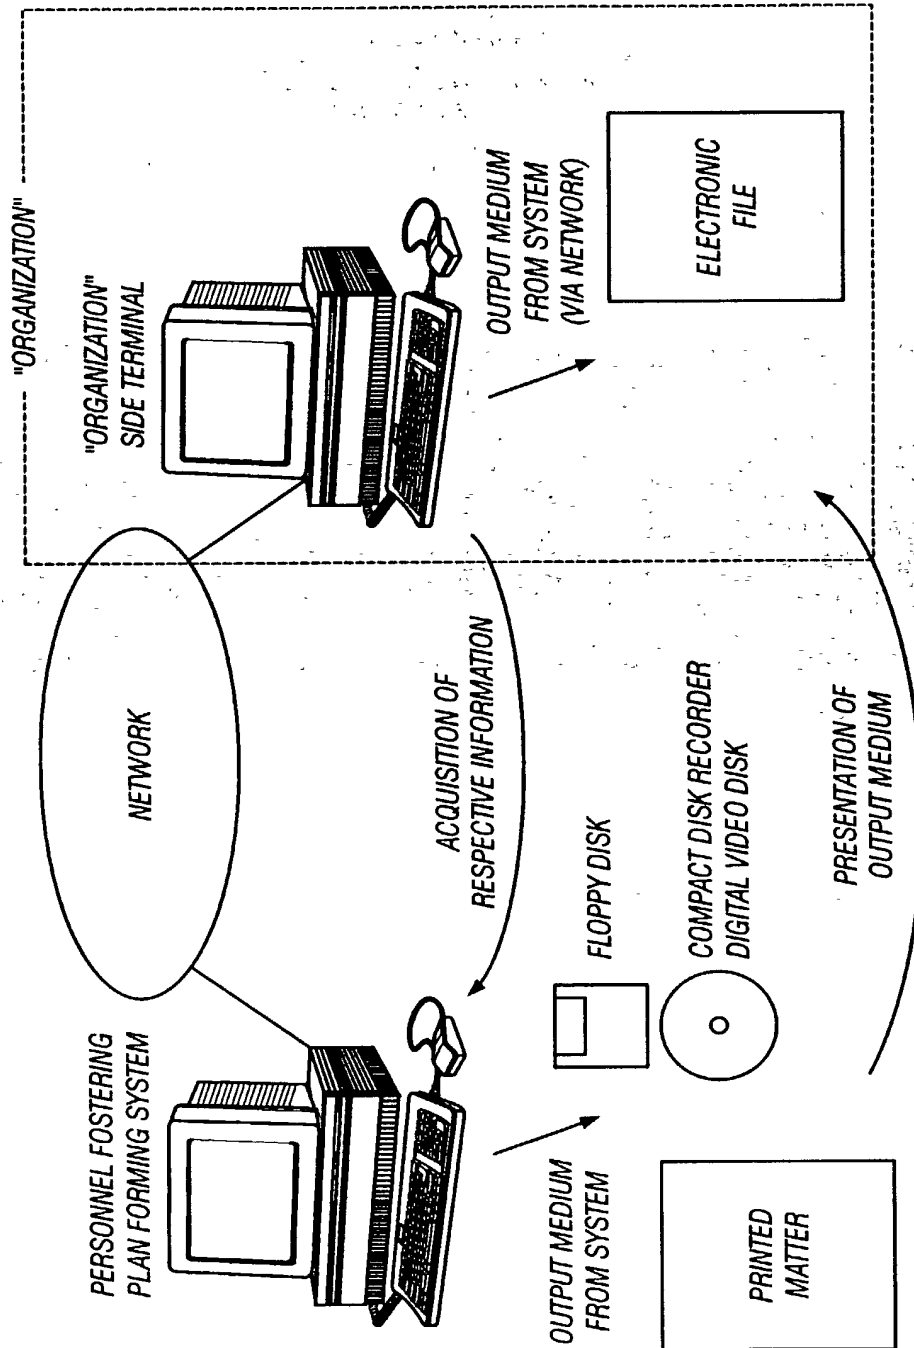 "ORGANIZATION"
NETWORK
PERSONNEL FOSTERING
PLAN FORMING SYSTEM
"ORGANIZATION"
SIDE TERMINAL
ACQUISITION OF
RESPECTIVE INFORMATION
OUTPUT MEDIUM
FROM SYSTEM
(VIA NETWORK)
ELECTRONIC
FILE
OUTPUT MEDIUM
FROM SYSTEM
FLOPPY DISK
COMPACT DISK RECORDER
DIGITAL VIDEO DISK
PRINTED
MATTER
PRESENTATION OF
OUTPUT MEDIUM